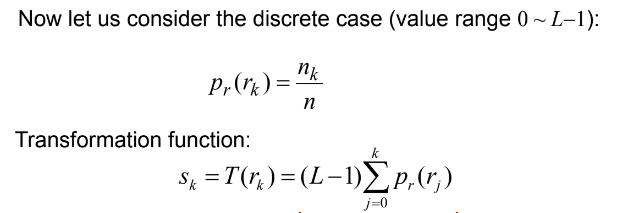 Now let us consider the discrete case (value range 0 ~ L–1):
p_r(r_k) = n_k / n
Transformation function:
s_k = T(r_k) = (L – 1) ∑_{j=0}^{k} p_r(r_j)